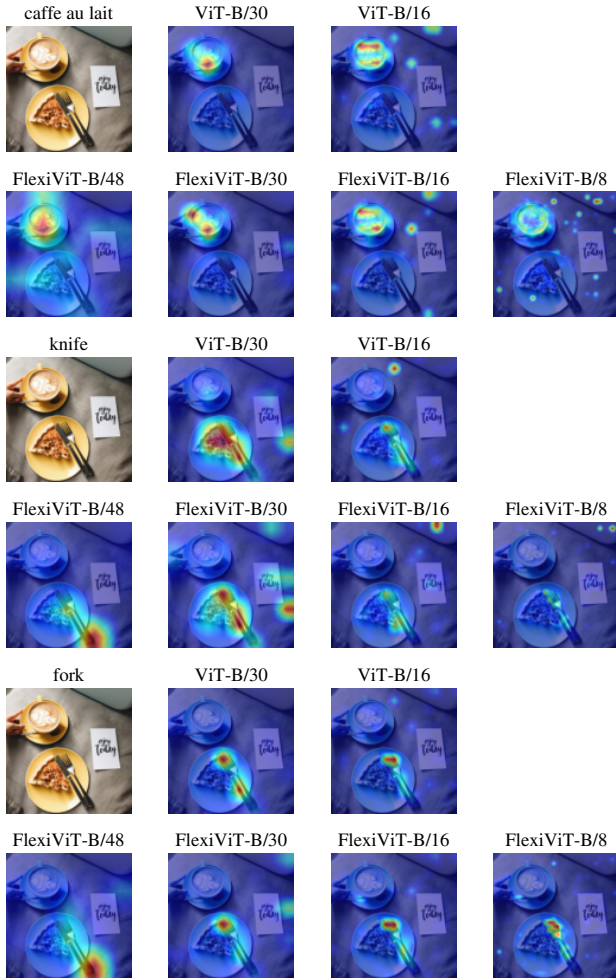 caffe au lait ViT-B/30 ViT-B/16
enjoy Today
FlexiViT-B/48 FlexiViT-B/30 FlexiViT-B/16 FlexiViT-B/8
knife ViT-B/30 ViT-B/16
FlexiViT-B/48 FlexiViT-B/30 FlexiViT-B/16 FlexiViT-B/8
fork ViT-B/30 ViT-B/16
FlexiViT-B/48 FlexiViT-B/30 FlexiViT-B/16 FlexiViT-B/8